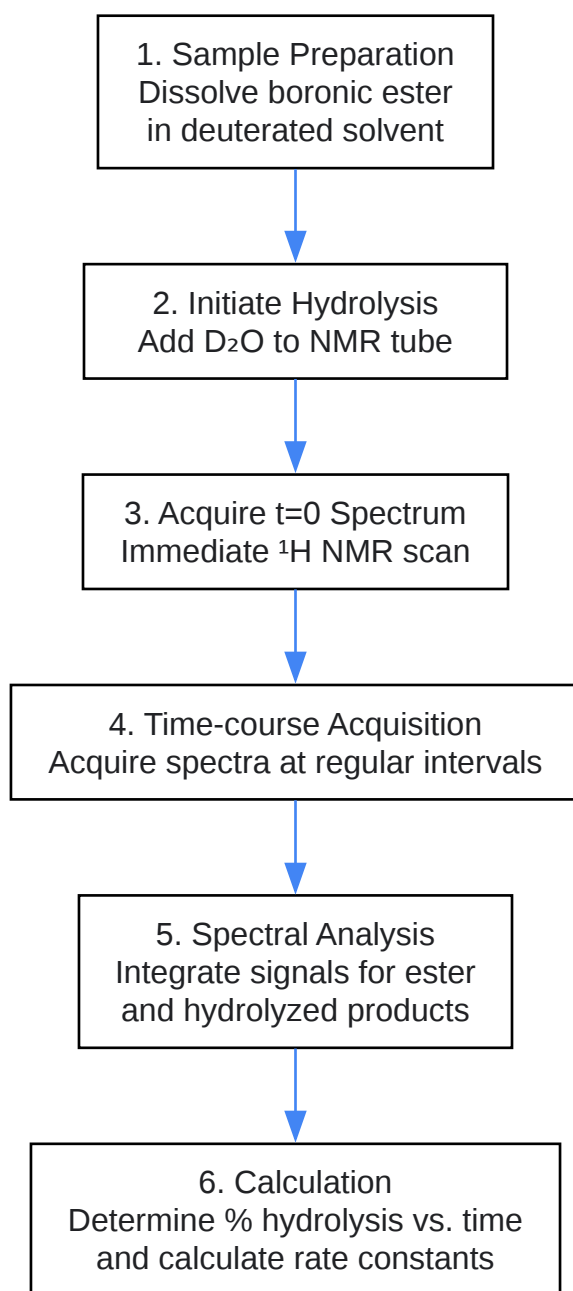 1. Sample Preparation
Dissolve boronic ester
in deuterated solvent
2. Initiate Hydrolysis
Add D₂O to NMR tube
3. Acquire t=0 Spectrum
Immediate ¹H NMR scan
4. Time-course Acquisition
Acquire spectra at regular intervals
5. Spectral Analysis
Integrate signals for ester
and hydrolyzed products
6. Calculation
Determine % hydrolysis vs. time
and calculate rate constants